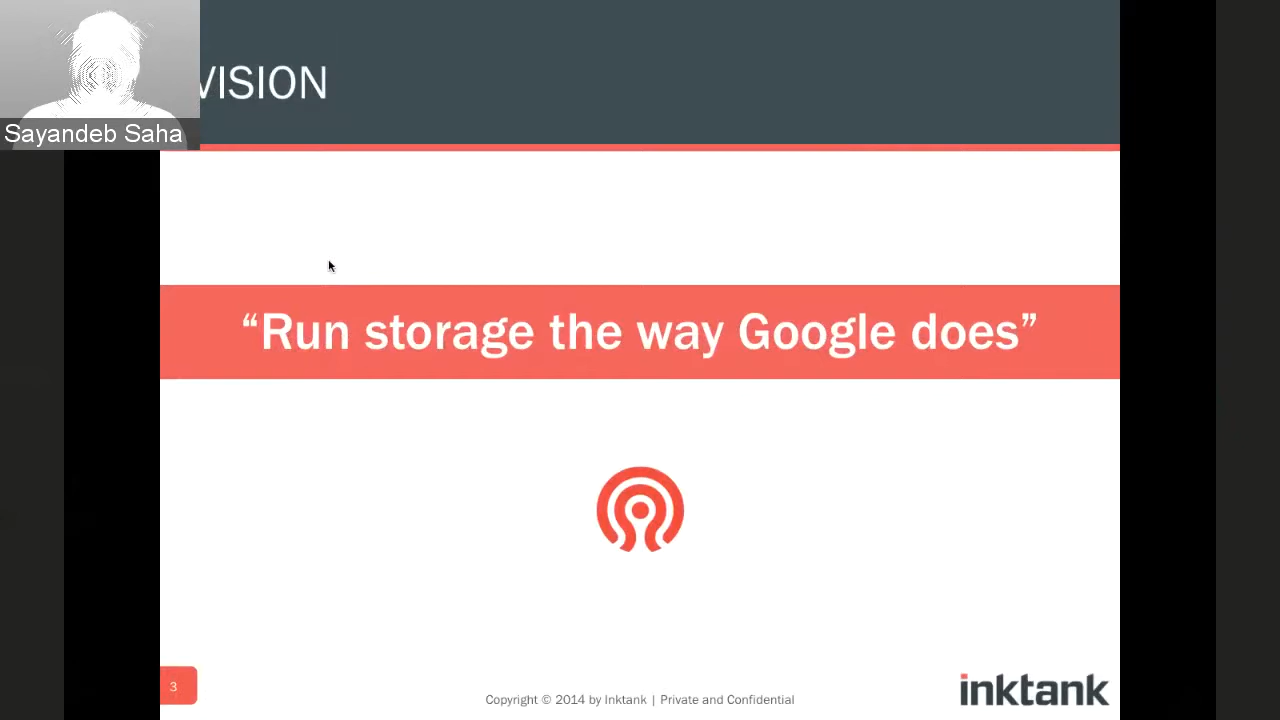 VISION
Sayandeb Saha
“Run storage the way Google does”
3
Copyright © 2014 by Inktank | Private and Confidential
inktank